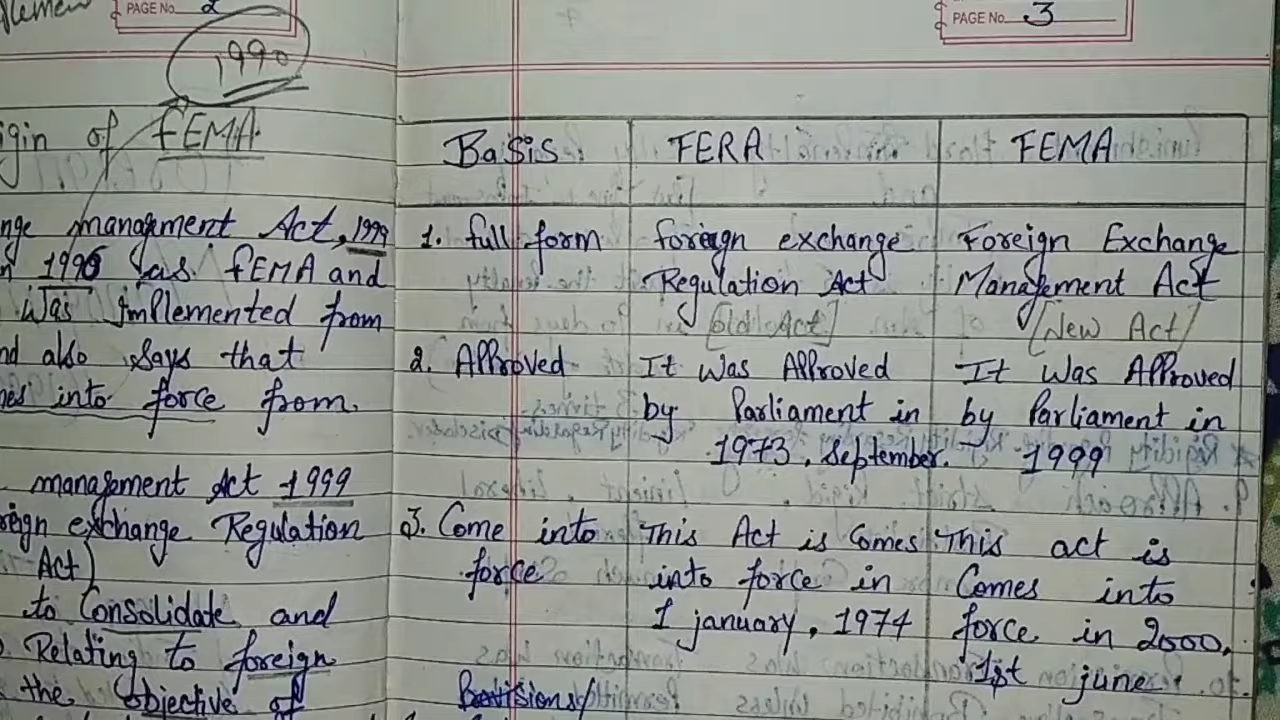 PAGE No. 2
1990
igin of fEMA.
nge management Act, 1999
1996 as fEMA and
was implemented from
nd also says that
into force from.
management Act 1999
reign exchange Regulation
Act)
to Consolidate and
Relating to foreign
the objective of
PAGE No. 3
Basis FERA FEMA
1. full form foreign exchange Foreign Exchange
Regulation Act Management Act
[old Act] [New Act]
2. Approved It was Approved It was Approved
by Parliament in by Parliament in
1973, September. 1999
3. Come into This Act is Comes This act is
force into force in Comes into
1 january, 1974 force in 2000,
1st june.